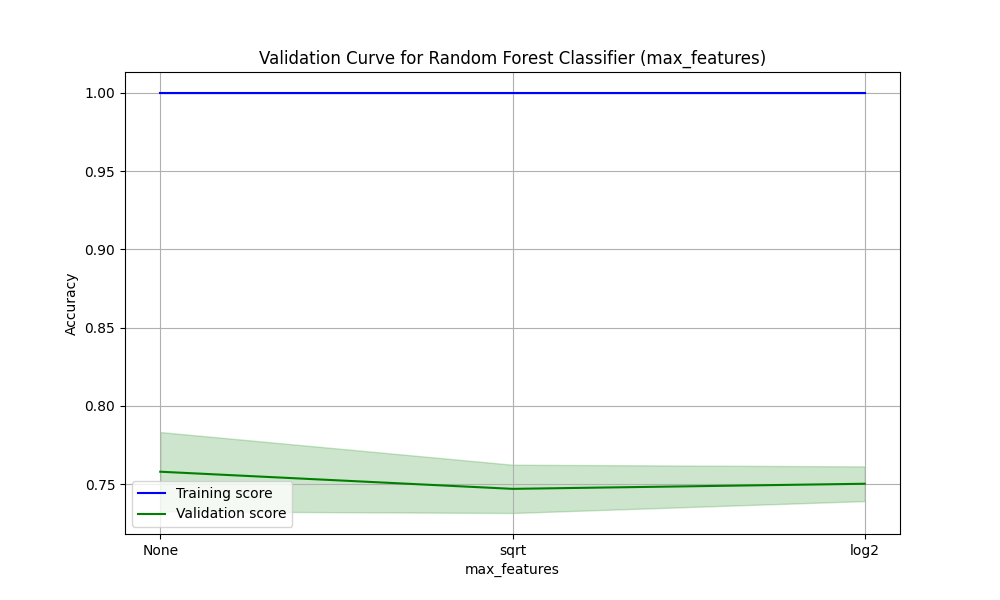 Validation Curve for Random Forest Classifier (max_features)
1.00
0.95
0.90
0.85
0.80
0.75
Accuracy
Training score
Validation score
None
sqrt
log2
max_features